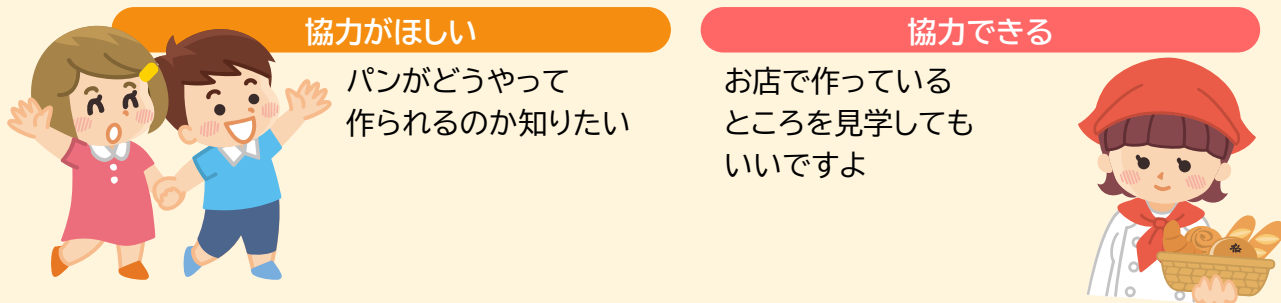 協力がほしい
パンがどうやって
作られるのか知りたい
協力できる
お店で作っている
ところを見学しても
いいですよ